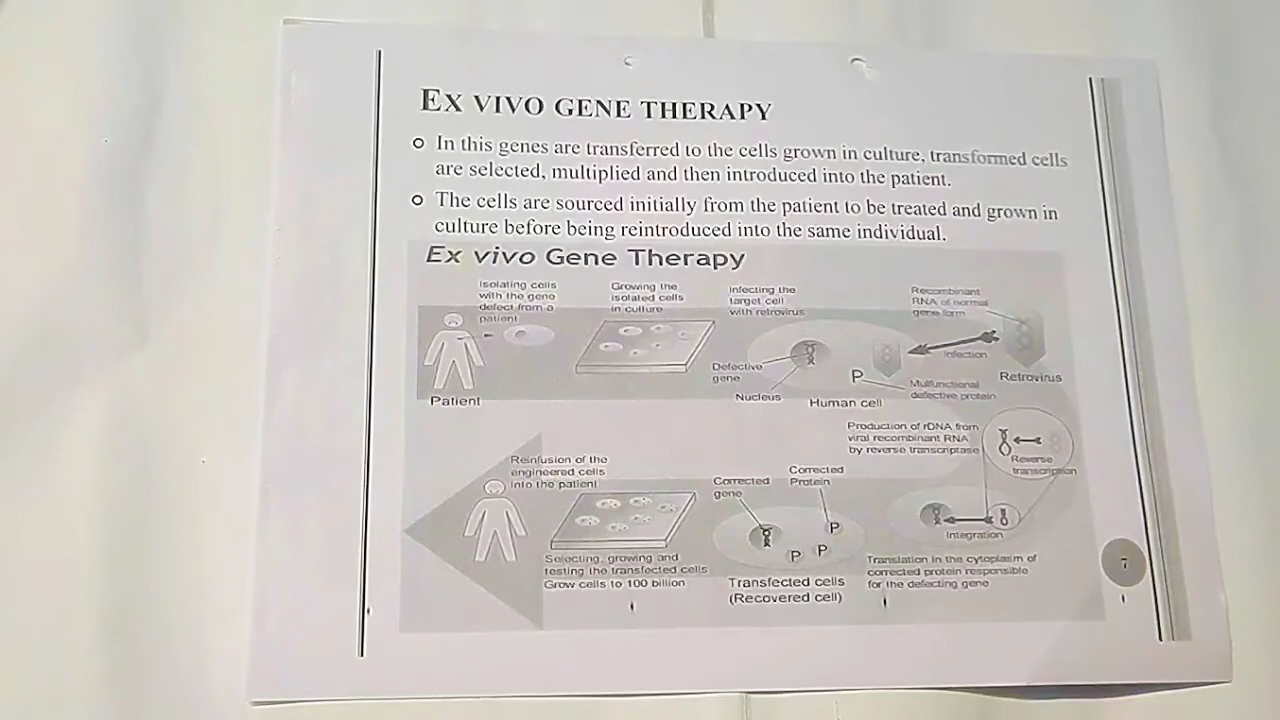 EX VIVO GENE THERAPY
In this genes are transferred to the cells grown in culture, transformed cells
are selected, multiplied and then introduced into the patient.
The cells are sourced initially from the patient to be treated and grown in
culture before being reintroduced into the same individual.
Ex vivo Gene Therapy
Isolating cells
with the gene
defect from a
patient
Growing the
isolated cells
in culture
Infecting the
target cell
with retrovirus
Recombinant
RNA of normal
gene form
Defective
gene
Nucleus
Human cell
P
Infection
Multunctional
defective protein
Retrovirus
Patient
Production of rDNA from
viral recombinant RNA
by reverse transcriptase
Reverse
transcription
Reinfusion of the
engineered cells
into the patient
Corrected
gene
Corrected
Protein
P
P
P
Integration
Selecting, growing and
testing the transfected cells
Grow cells to 100 billion
Transfected cells
(Recovered cell)
Translation in the cytoplasm of
corrected protein responsible
for the defecting gene
7